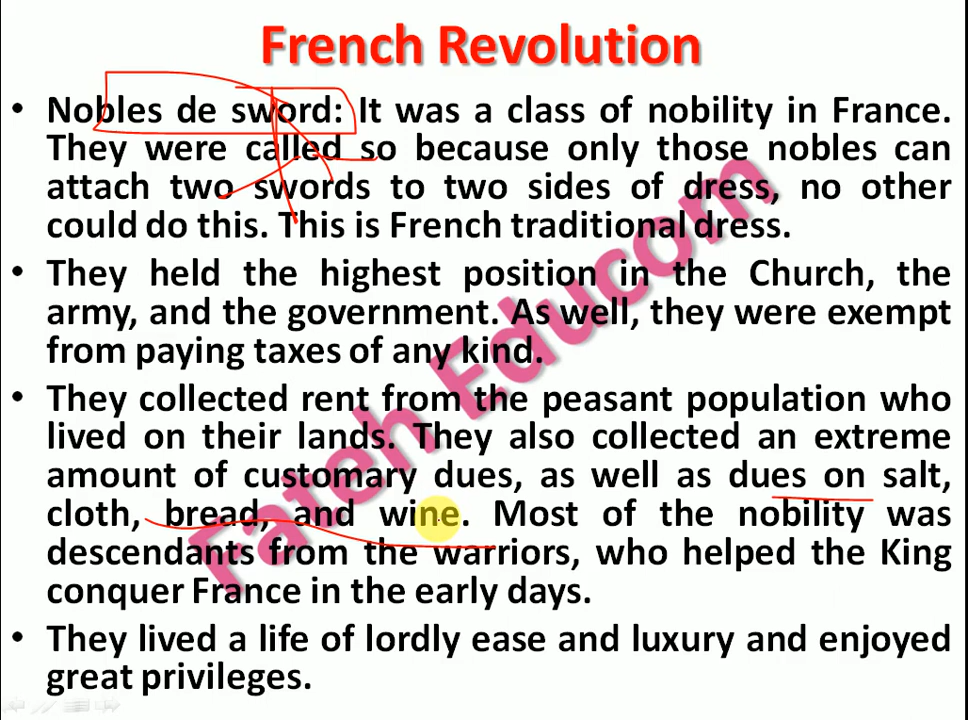 French Revolution
• Nobles de sword: It was a class of nobility in France.
They were called so because only those nobles can
attach two swords to two sides of dress, no other
could do this. This is French traditional dress.
• They held the highest position in the Church, the
army, and the government. As well, they were exempt
from paying taxes of any kind.
• They collected rent from the peasant population who
lived on their lands. They also collected an extreme
amount of customary dues, as well as dues on salt,
cloth, bread, and wine. Most of the nobility was
descendants from the warriors, who helped the King
conquer France in the early days.
• They lived a life of lordly ease and luxury and enjoyed
great privileges.
Fateh Educom